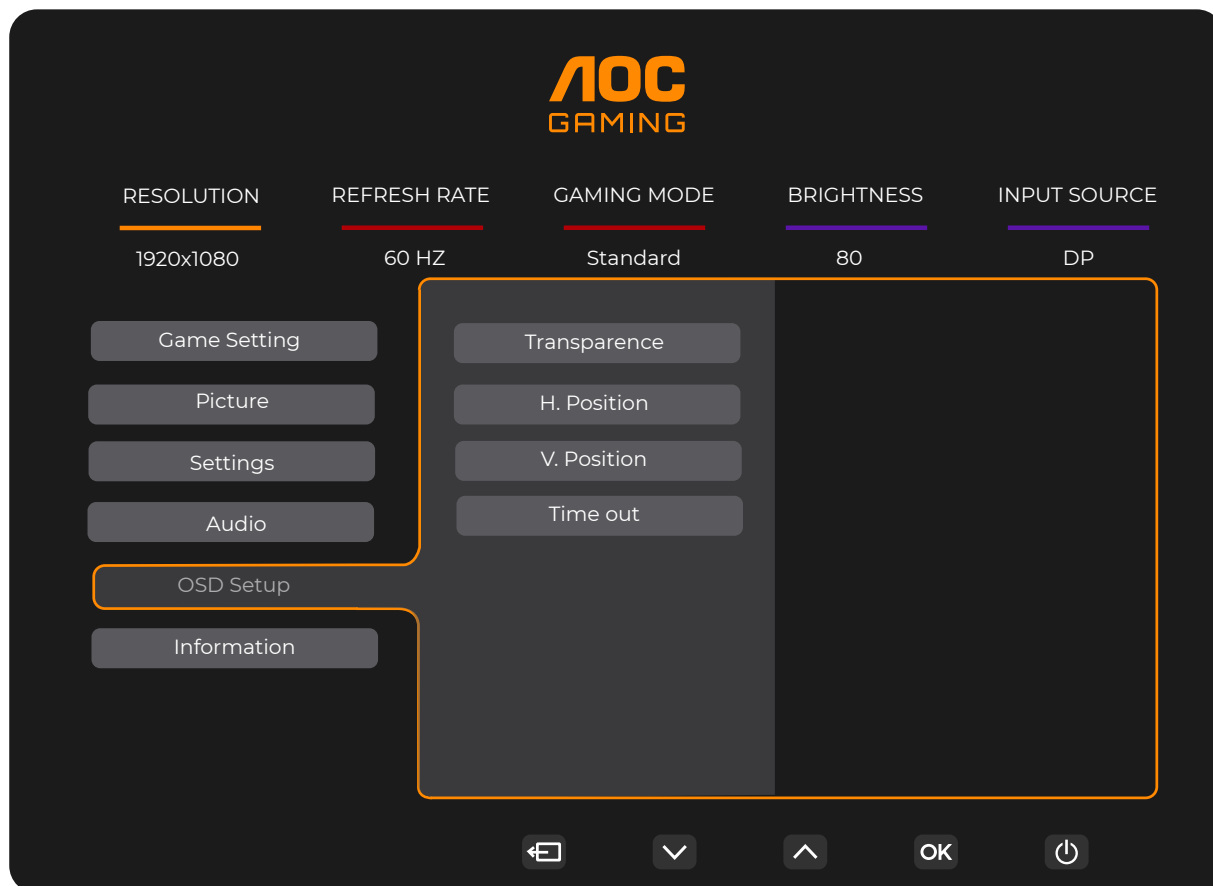 AOC
GAMING
RESOLUTION REFRESH RATE GAMING MODE BRIGHTNESS INPUT SOURCE
1920x1080 60 HZ Standard 80 DP
Game Setting
Picture
Settings
Audio
OSD Setup
Information
Transparence
H. Position
V. Position
Time out
OK